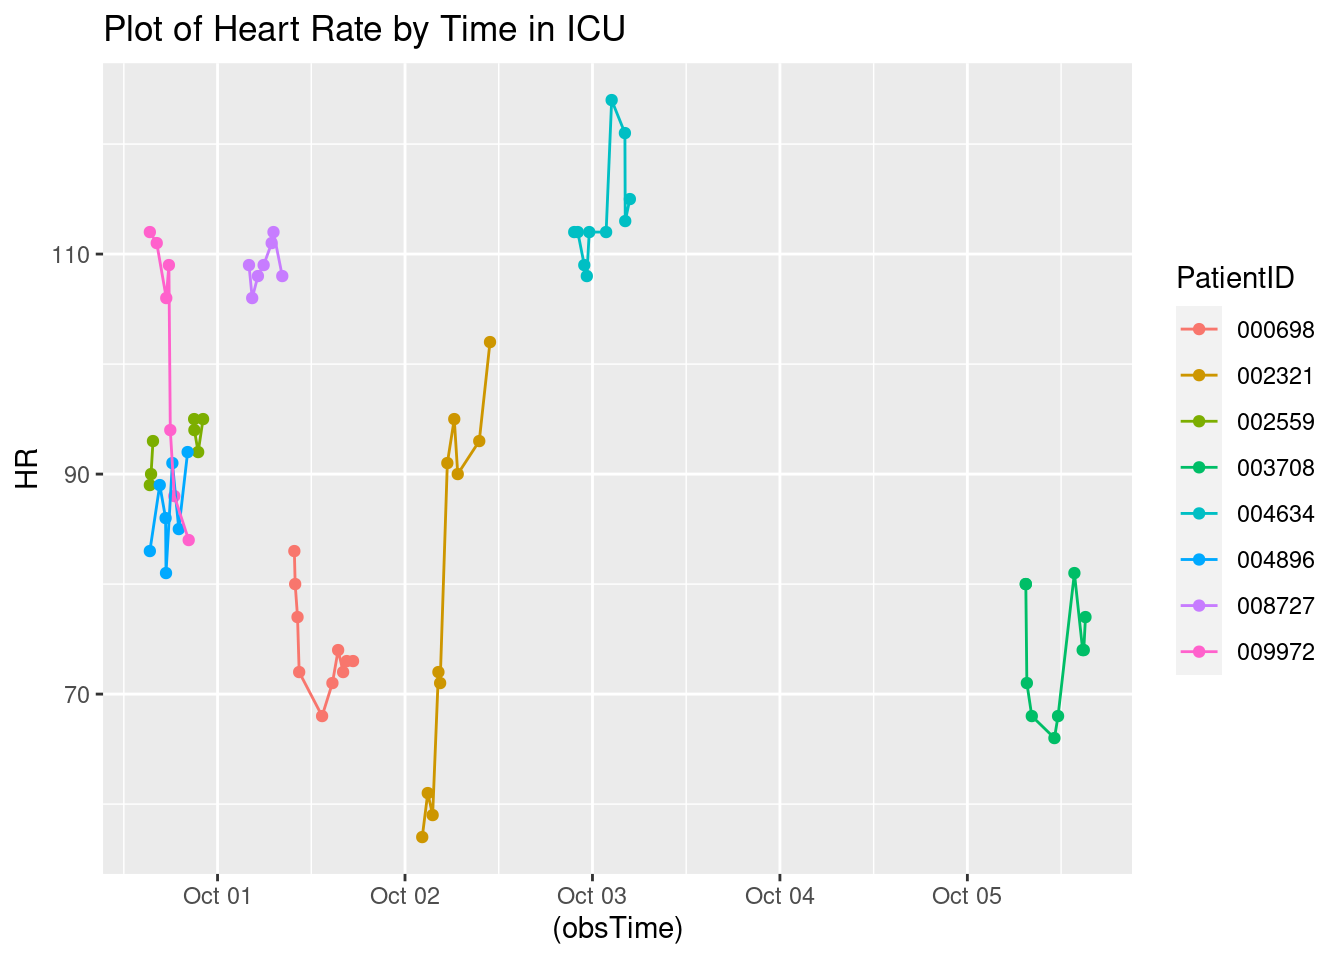 Plot of Heart Rate by Time in ICU
HR
110
90
70
Oct 01
Oct 02
Oct 03
Oct 04
Oct 05
(obsTime)
PatientID
000698
002321
002559
003708
004634
004896
008727
009972